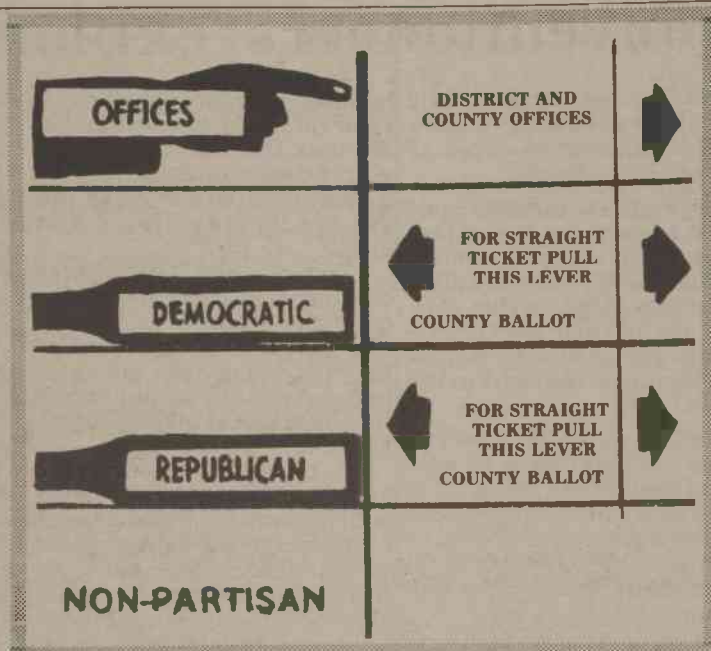 OFFICES
DISTRICT AND
COUNTY OFFICES
DEMOCRATIC
FOR STRAIGHT
TICKET PULL
THIS LEVER
COUNTY BALLOT
REPUBLICAN
FOR STRAIGHT
TICKET PULL
THIS LEVER
COUNTY BALLOT
NON-PARTISAN